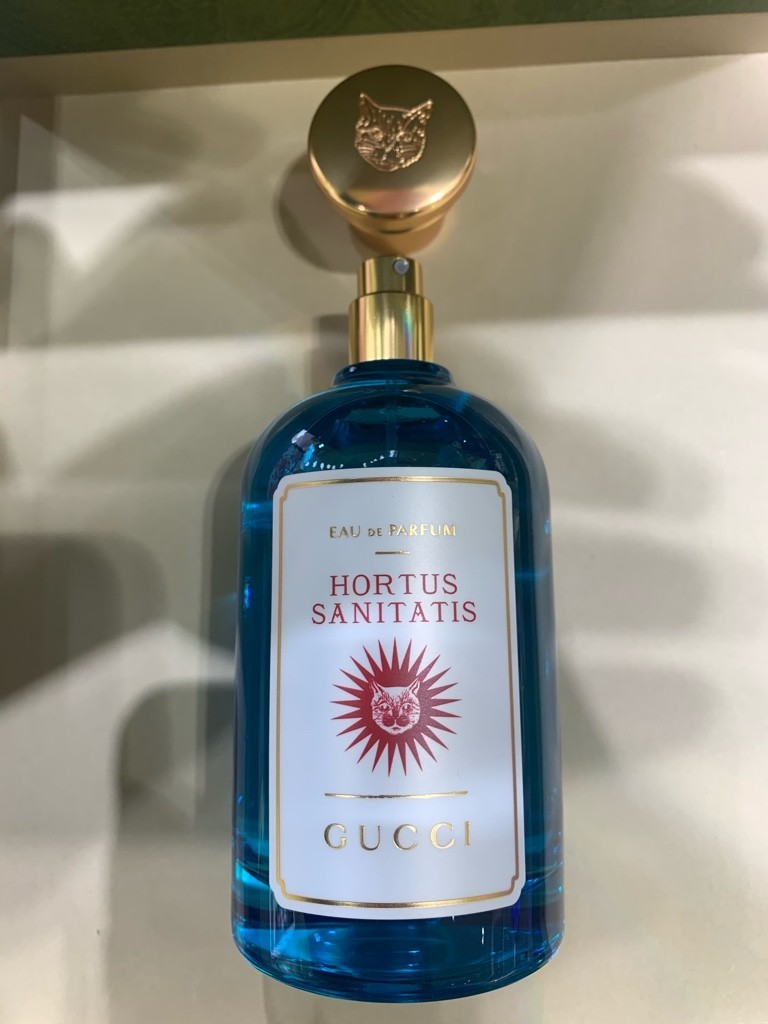 EAU DE PARFUM
HORTUS
SANITATIS
GUCCI